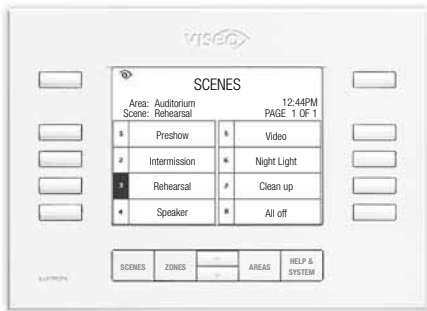 VISEO
SCENES
Area: Auditorium 12:44PM
Scene: Rehearsal PAGE 1 OF 1
1 Preshow 5 Video
2 Intermission 6 Night Light
3 Rehearsal 7 Clean up
4 Speaker 8 All off
SCENES ZONES AREAS HELP & SYSTEM
LUTRON